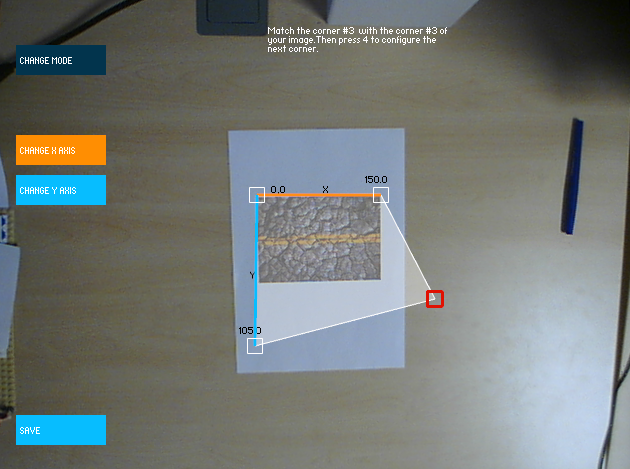 Match the corner #3 with the corner #3 of
your image.Then press 4 to configure the
next corner.
CHANGE MODE
CHANGE X AXIS
CHANGE Y AXIS
150.0
0.0
X
Y
105.0
SAVE